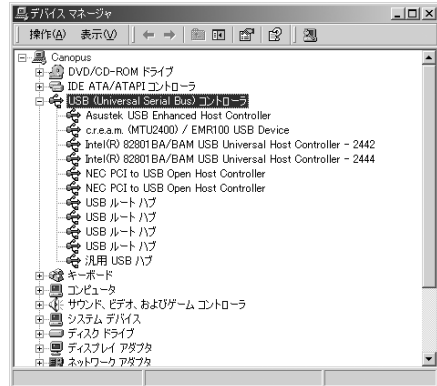 デバイス マネージャ
操作(A) 表示(V)
Canopus
DVD/CD-ROM ドライブ
IDE ATA/ATAPI コントローラ
USB (Universal Serial Bus) コントローラ
Asustek USB Enhanced Host Controller
c.r.e.a.m. (MTU2400) / EMR100 USB Device
Intel(R) 82801BA/BAM USB Universal Host Controller - 2442
Intel(R) 82801BA/BAM USB Universal Host Controller - 2444
NEC PCI to USB Open Host Controller
NEC PCI to USB Open Host Controller
USB ルート ハブ
USB ルート ハブ
USB ルート ハブ
USB ルート ハブ
汎用 USB ハブ
キーボード
コンピュータ
サウンド、ビデオ、およびゲーム コントローラ
システム デバイス
ディスク ドライブ
ディスプレイ アダプタ
ネットワーク アダプタ